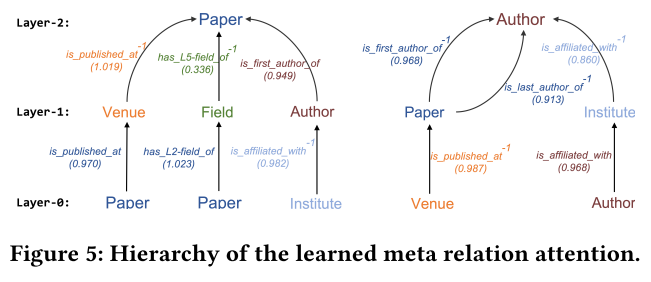 Layer-2: Paper Author
is_published_at-1 (1.019) has_L5-field_of-1 (0.336) is_first_author_of (0.949) is_first_author_of-1 (0.968) is_last_author_of-1 (0.913) is_affiliated_with-1 (0.860)
Layer-1: Venue Field Author Paper Institute
is_published_at (0.970) has_L2-field_of (1.023) is_affiliated_with-1 (0.982) is_published_at-1 (0.987) is_affiliated_with (0.968)
Layer-0: Paper Paper Institute Venue Author
Figure 5: Hierarchy of the learned meta relation attention.